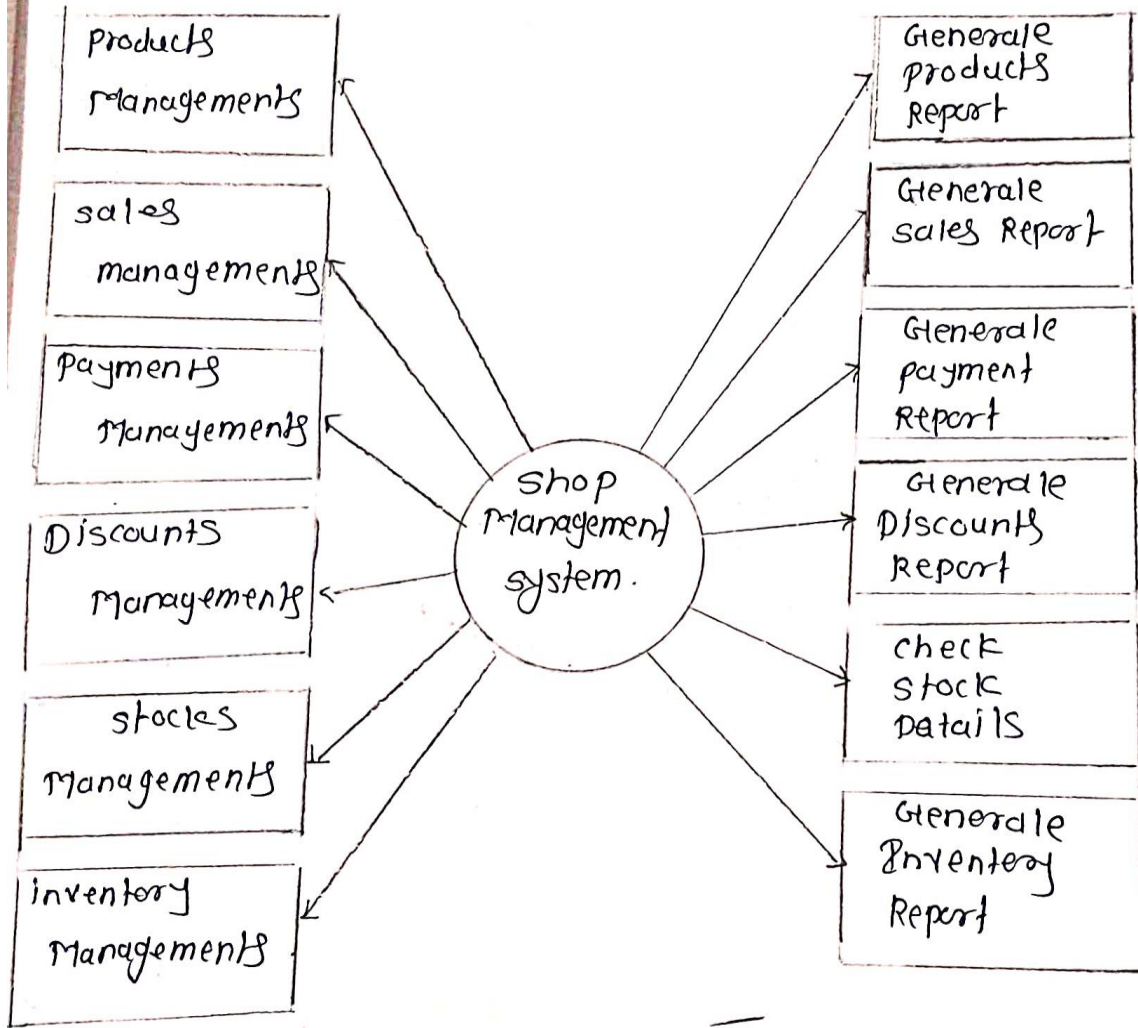 Products
Managements
sales
managements
Payments
Managements
Discounts
Managements
stocks
Managements
inventory
Managements
Shop
Management
system.
Generale
products
Report
Generale
sales Report
Generale
payment
Report
Generale
Discounts
Report
check
stock
Datails
Generale
Inventory
Report